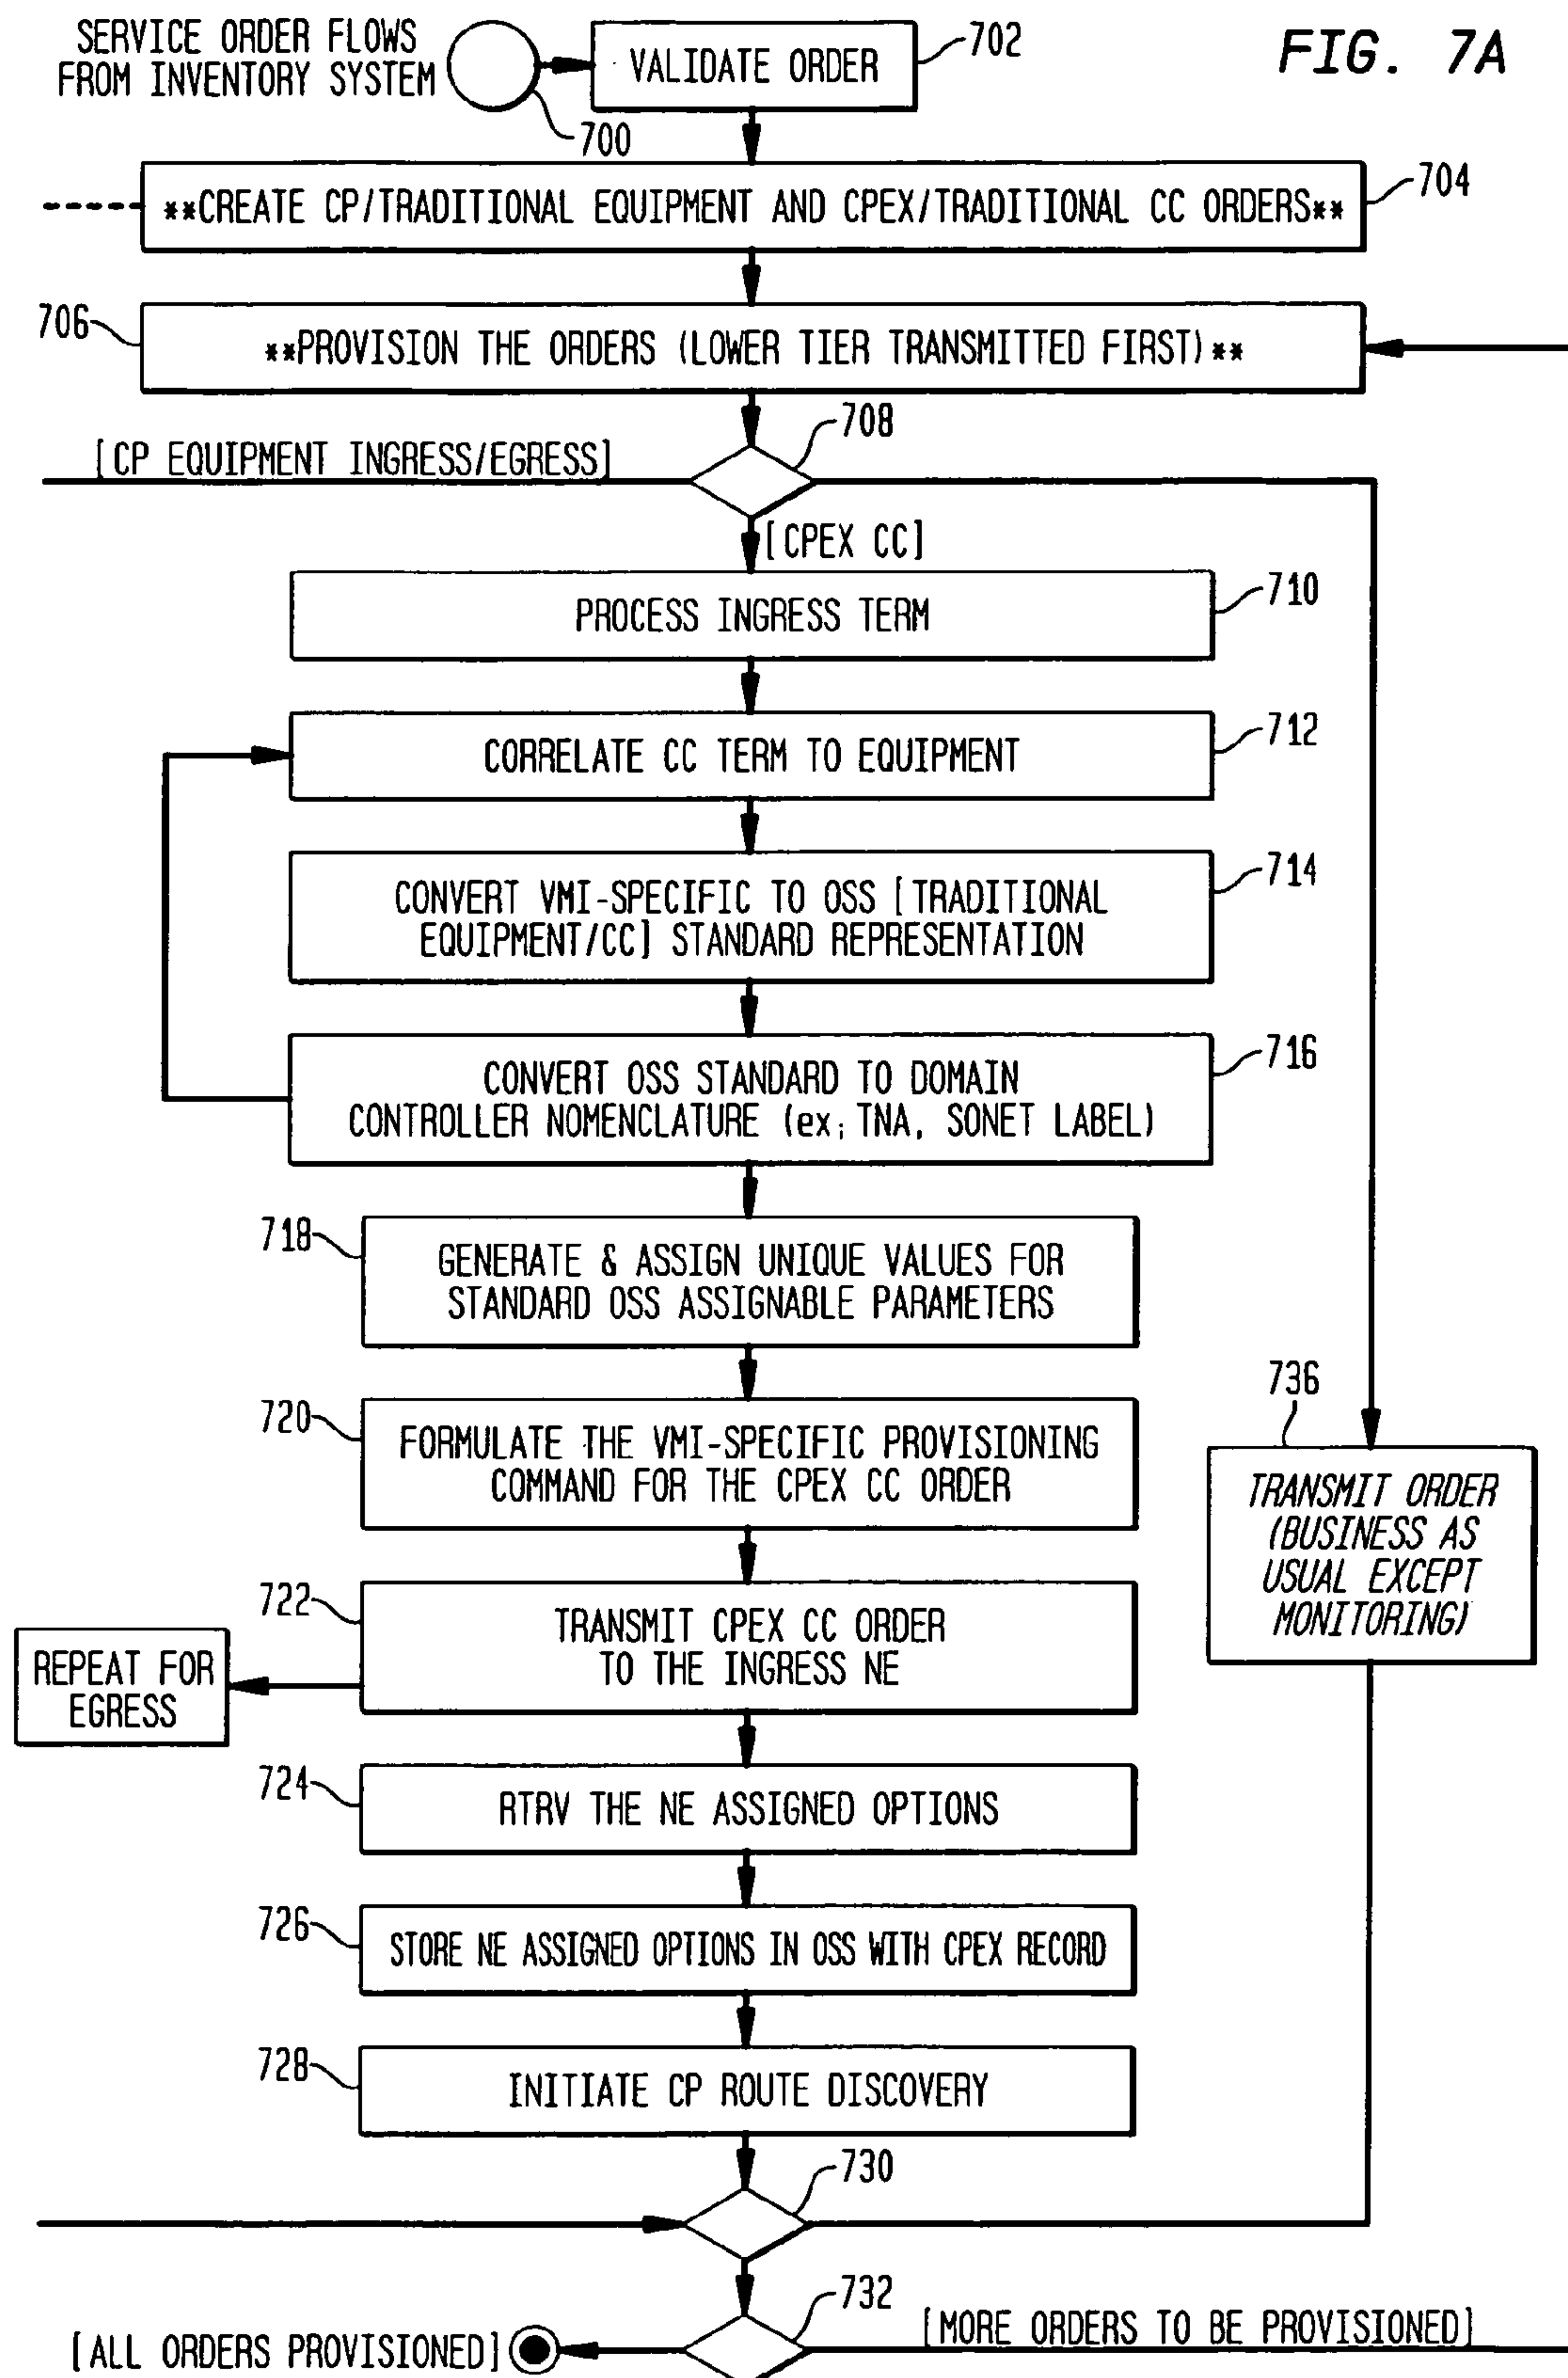 SERVICE ORDER FLOWS
FROM INVENTORY SYSTEM
700
VALIDATE ORDER
702
FIG. 7A
**CREATE CP/TRADITIONAL EQUIPMENT AND CPEX/TRADITIONAL CC ORDERS**
704
706
**PROVISION THE ORDERS (LOWER TIER TRANSMITTED FIRST)**
708
[CP EQUIPMENT INGRESS/EGRESS]
[CPEX CC]
PROCESS INGRESS TERM
710
CORRELATE CC TERM TO EQUIPMENT
712
CONVERT VMI-SPECIFIC TO OSS [TRADITIONAL
EQUIPMENT/CC] STANDARD REPRESENTATION
714
CONVERT OSS STANDARD TO DOMAIN
CONTROLLER NOMENCLATURE (ex; TNA, SONET LABEL)
716
718
GENERATE & ASSIGN UNIQUE VALUES FOR
STANDARD OSS ASSIGNABLE PARAMETERS
720
FORMULATE THE VMI-SPECIFIC PROVISIONING
COMMAND FOR THE CPEX CC ORDER
736
TRANSMIT ORDER
(BUSINESS AS
USUAL EXCEPT
MONITORING)
722
TRANSMIT CPEX CC ORDER
TO THE INGRESS NE
REPEAT FOR
EGRESS
724
RTRV THE NE ASSIGNED OPTIONS
726
STORE NE ASSIGNED OPTIONS IN OSS WITH CPEX RECORD
728
INITIATE CP ROUTE DISCOVERY
730
732
[ALL ORDERS PROVISIONED]
[MORE ORDERS TO BE PROVISIONED]